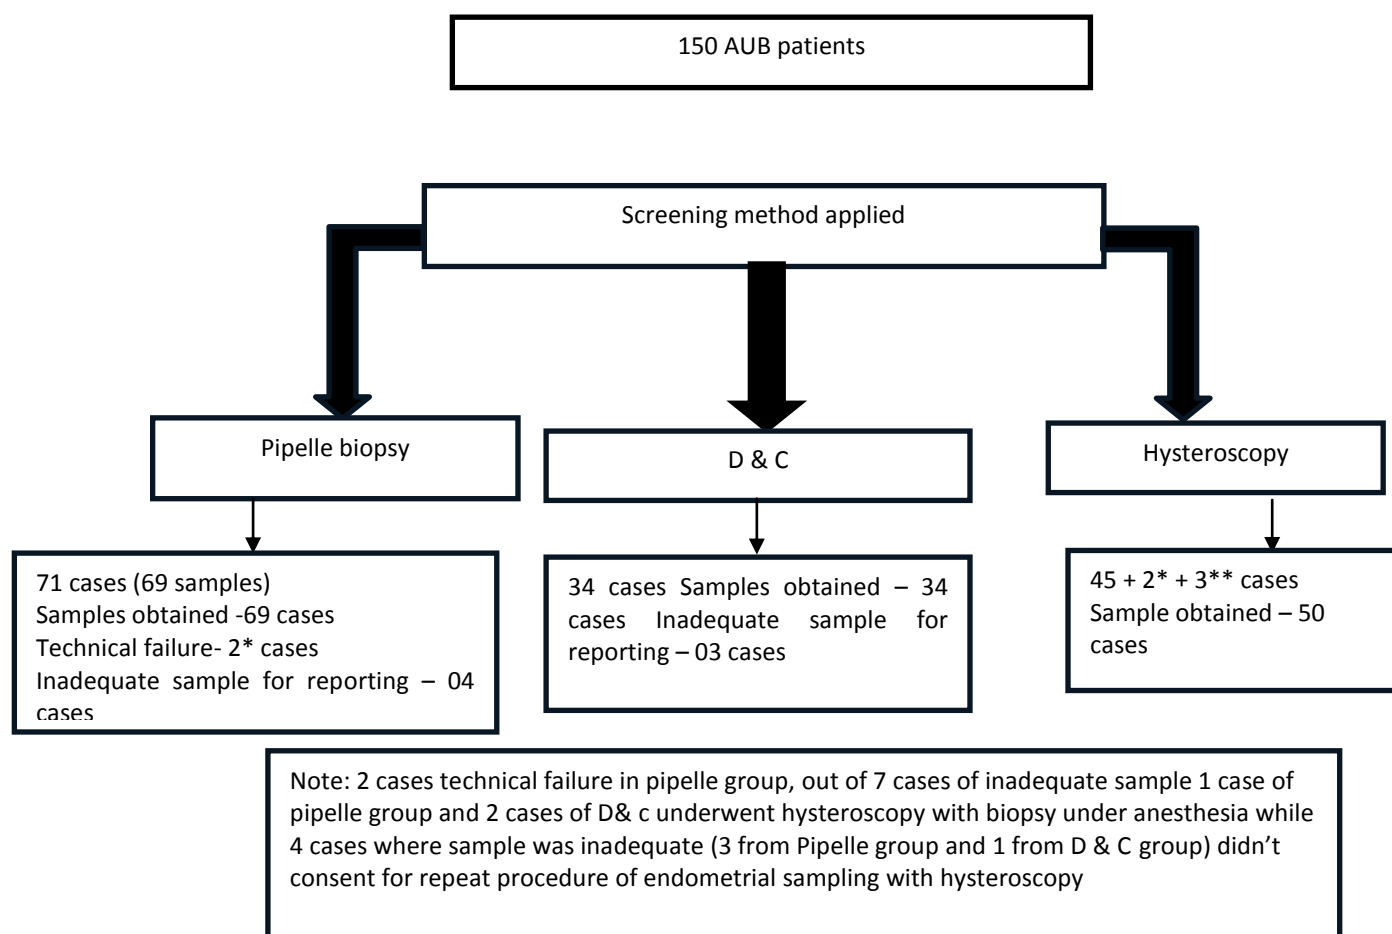 150 AUB patients
Screening method applied
Pipelle biopsy
D & C
Hysteroscopy
71 cases (69 samples)
Samples obtained -69 cases
Technical failure- 2* cases
Inadequate sample for reporting – 04
cases
34 cases Samples obtained – 34
cases Inadequate sample for
reporting – 03 cases
45 + 2* + 3** cases
Sample obtained – 50
cases
Note: 2 cases technical failure in pipelle group, out of 7 cases of inadequate sample 1 case of
pipelle group and 2 cases of D& c underwent hysteroscopy with biopsy under anesthesia while
4 cases where sample was inadequate (3 from Pipelle group and 1 from D & C group) didn’t
consent for repeat procedure of endometrial sampling with hysteroscopy